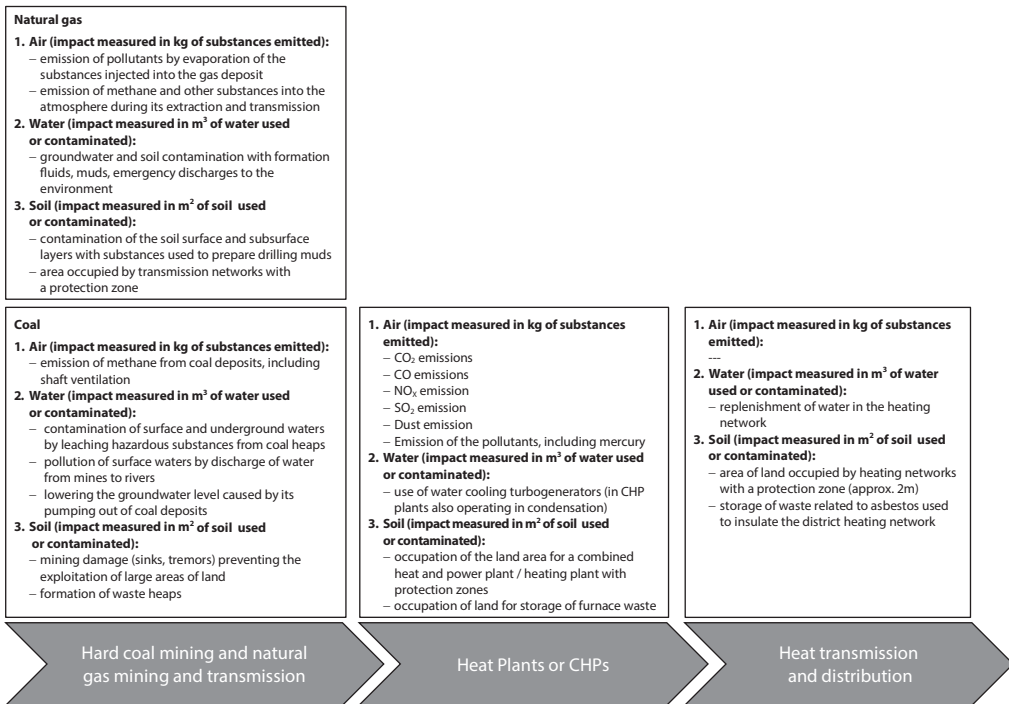 Natural gas
1. Air (impact measured in kg of substances emitted):
– emission of pollutants by evaporation of the
substances injected into the gas deposit
– emission of methane and other substances into the
atmosphere during its extraction and transmission
2. Water (impact measured in m³ of water used
or contaminated):
– groundwater and soil contamination with formation
fluids, muds, emergency discharges to the
environment
3. Soil (impact measured in m² of soil used
or contaminated):
– contamination of the soil surface and subsurface
layers with substances used to prepare drilling muds
– area occupied by transmission networks with
a protection zone
Coal
1. Air (impact measured in kg of substances emitted):
– emission of methane from coal deposits, including
shaft ventilation
2. Water (impact measured in m³ of water used
or contaminated):
– contamination of surface and underground waters
by leaching hazardous substances from coal heaps
– pollution of surface waters by discharge of water
from mines to rivers
– lowering the groundwater level caused by its
pumping out of coal deposits
3. Soil (impact measured in m² of soil used
or contaminated):
– mining damage (sinks, tremors) preventing the
exploitation of large areas of land
– formation of waste heaps
1. Air (impact measured in kg of substances
emitted):
– CO₂ emissions
– CO emissions
– NOₓ emission
– SO₂ emission
– Dust emission
– Emission of the pollutants, including mercury
2. Water (impact measured in m³ of water used
or contaminated):
– use of water cooling turbogenerators (in CHP
plants also operating in condensation)
3. Soil (impact measured in m² of soil used
or contaminated):
– occupation of the land area for a combined
heat and power plant / heating plant with
protection zones
– occupation of land for storage of furnace waste
1. Air (impact measured in kg of substances
emitted):
---
2. Water (impact measured in m³ of water
used or contaminated):
– replenishment of water in the heating
network
3. Soil (impact measured in m² of soil used
or contaminated):
– area of land occupied by heating networks
with a protection zone (approx. 2m)
– storage of waste related to asbestos used
to insulate the district heating network
Hard coal mining and natural
gas mining and transmission
Heat Plants or CHPs
Heat transmission
and distribution